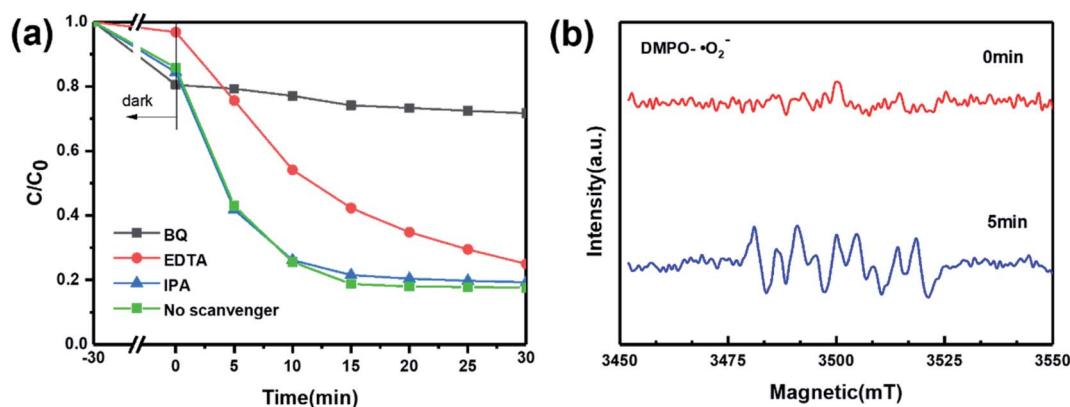 (a)
C/C0
1.0
0.8
0.6
0.4
0.2
0.0
dark
BQ
EDTA
IPA
No scanvenger
-30 0 5 10 15 20 25 30
Time(min)
(b)
DMPO- •O2-
0min
5min
Intensity(a.u.)
3450 3475 3500 3525 3550
Magnetic(mT)